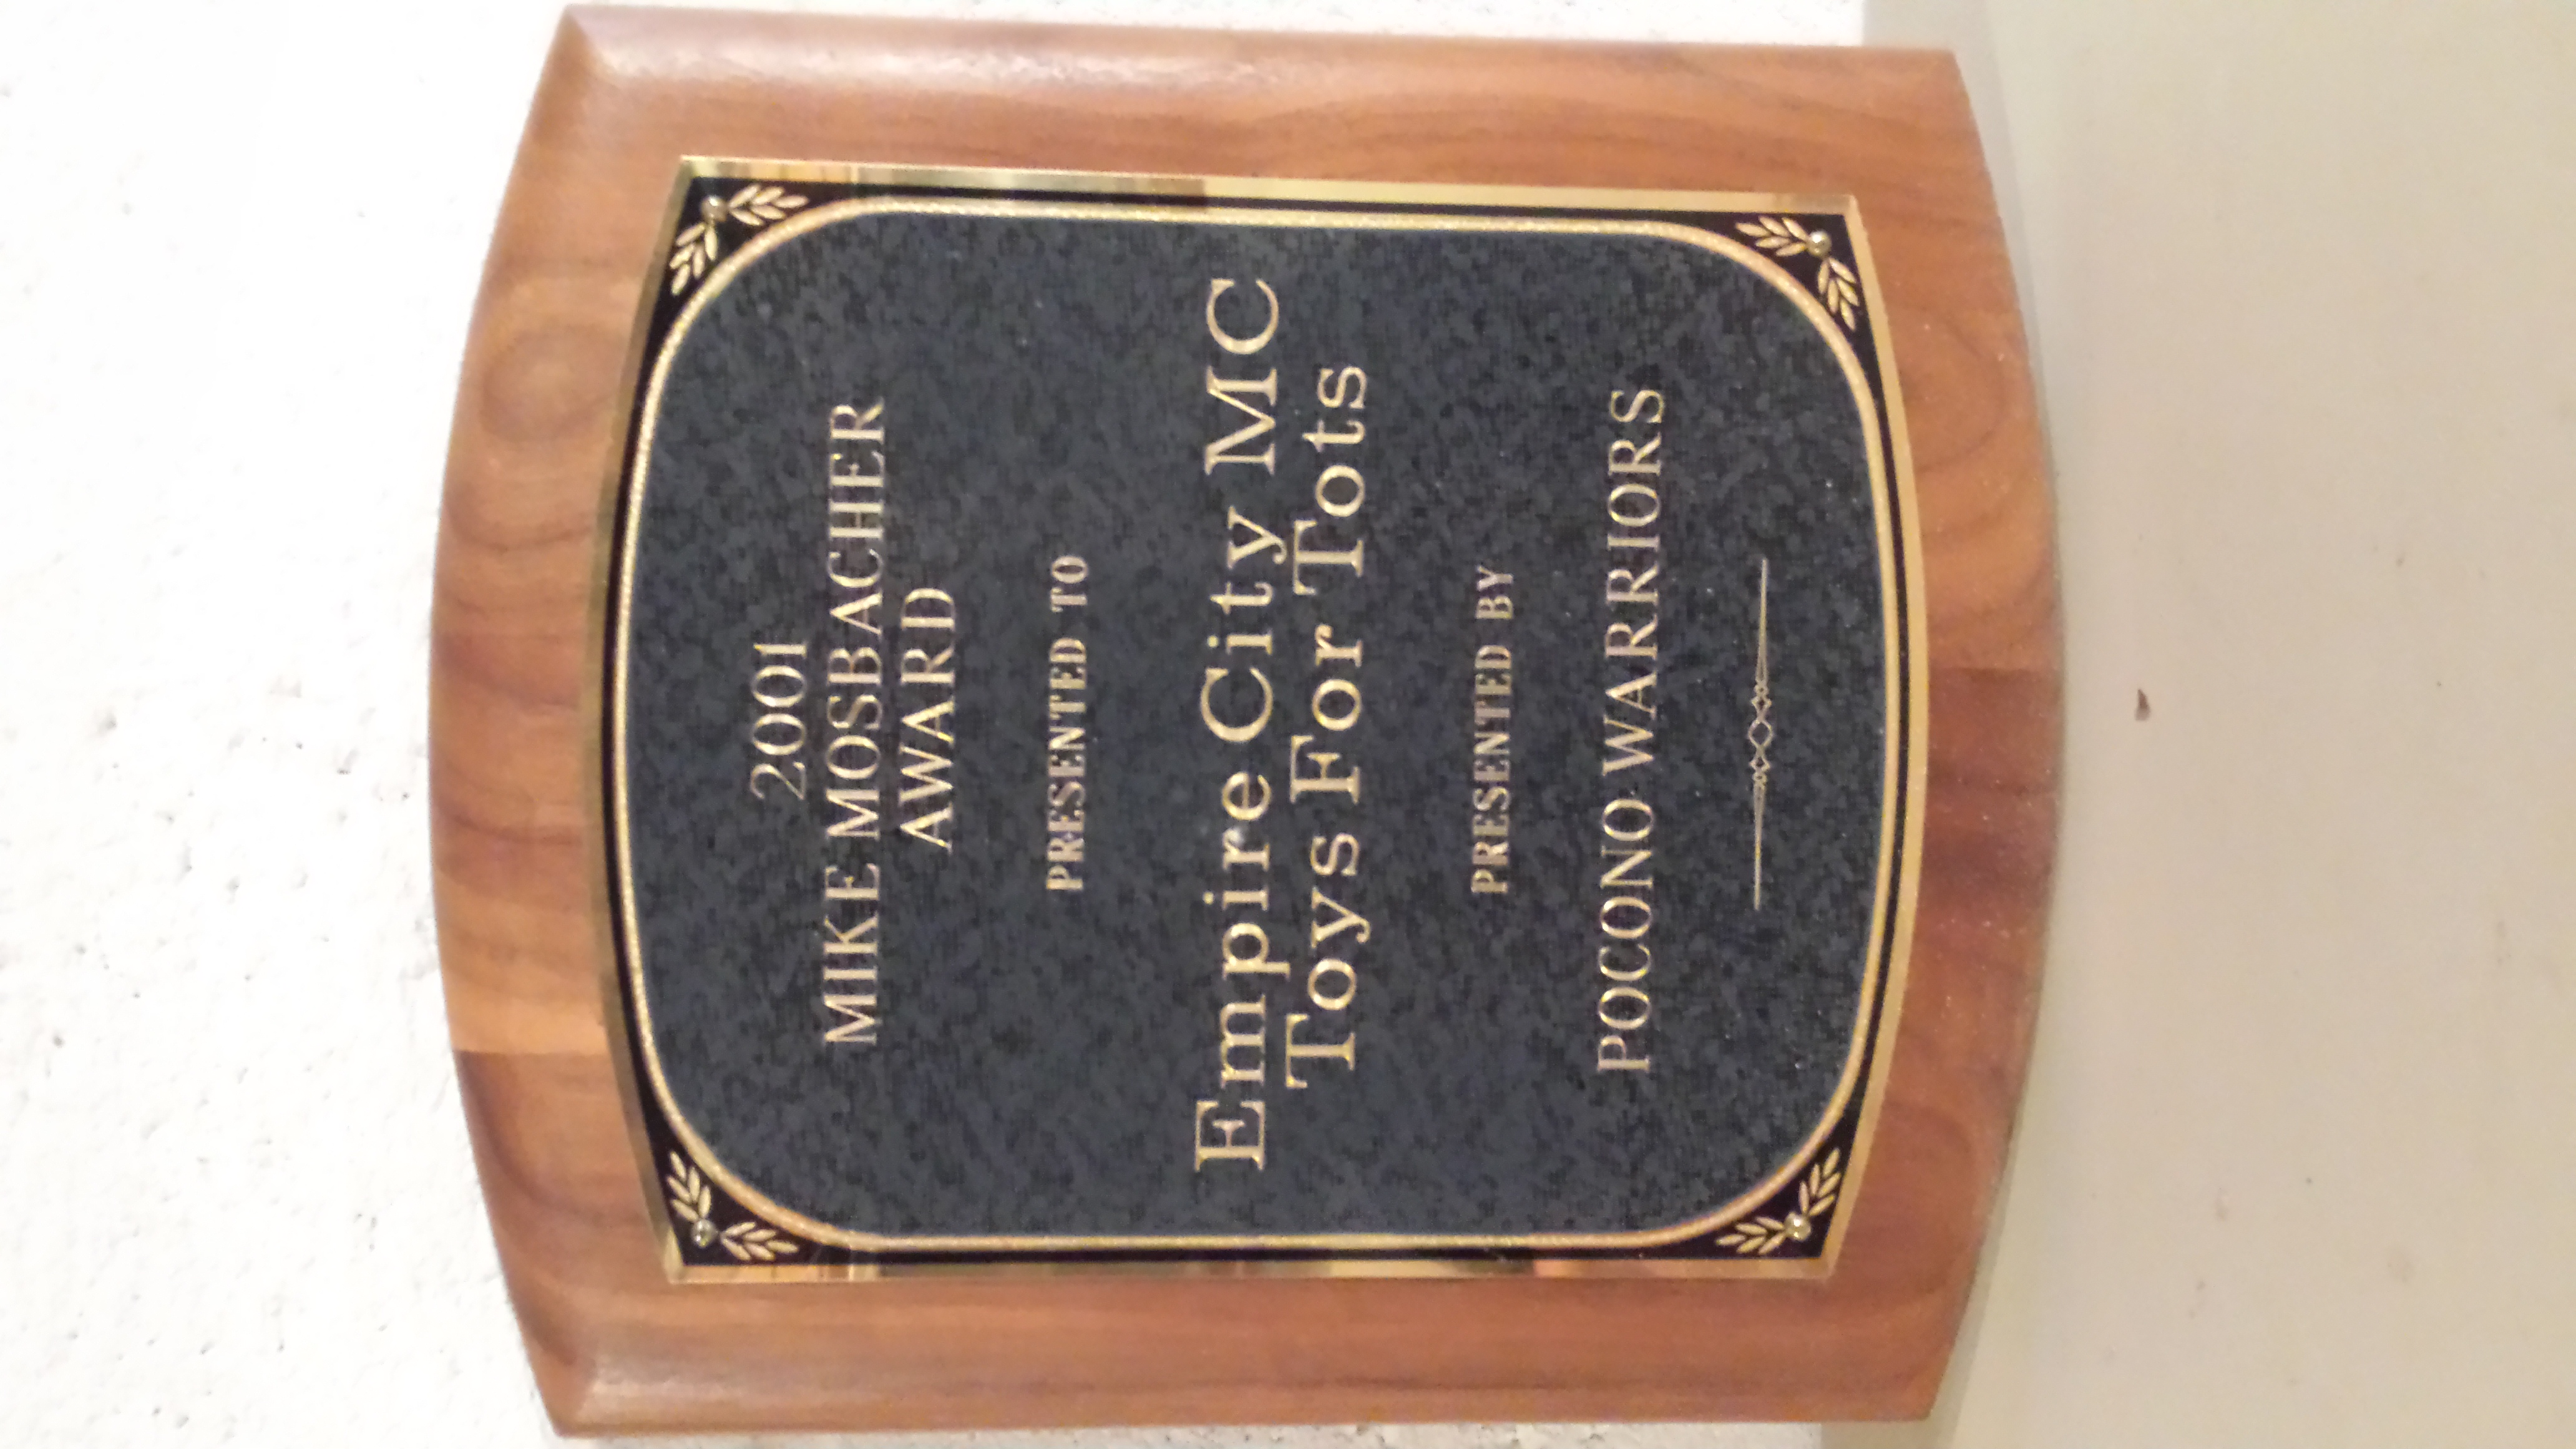 2001
MIKE MOSBACHER
AWARD
PRESENTED TO
Empire City MC
Toys For Tots
PRESENTED BY
POCONO WARRIORS